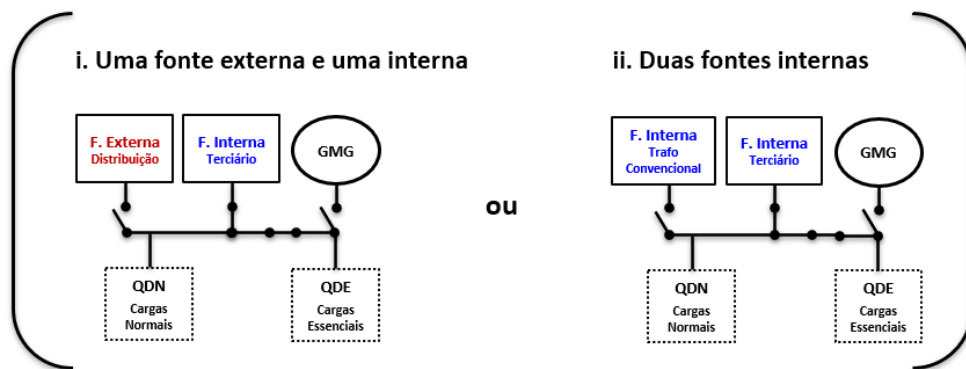 i. Uma fonte externa e uma interna
F. Externa
Distribuição
F. Interna
Terciário
GMG
QDN
Cargas
Normais
QDE
Cargas
Essenciais
ou
ii. Duas fontes internas
F. Interna
Trafo
Convencional
F. Interna
Terciário
GMG
QDN
Cargas
Normais
QDE
Cargas
Essenciais